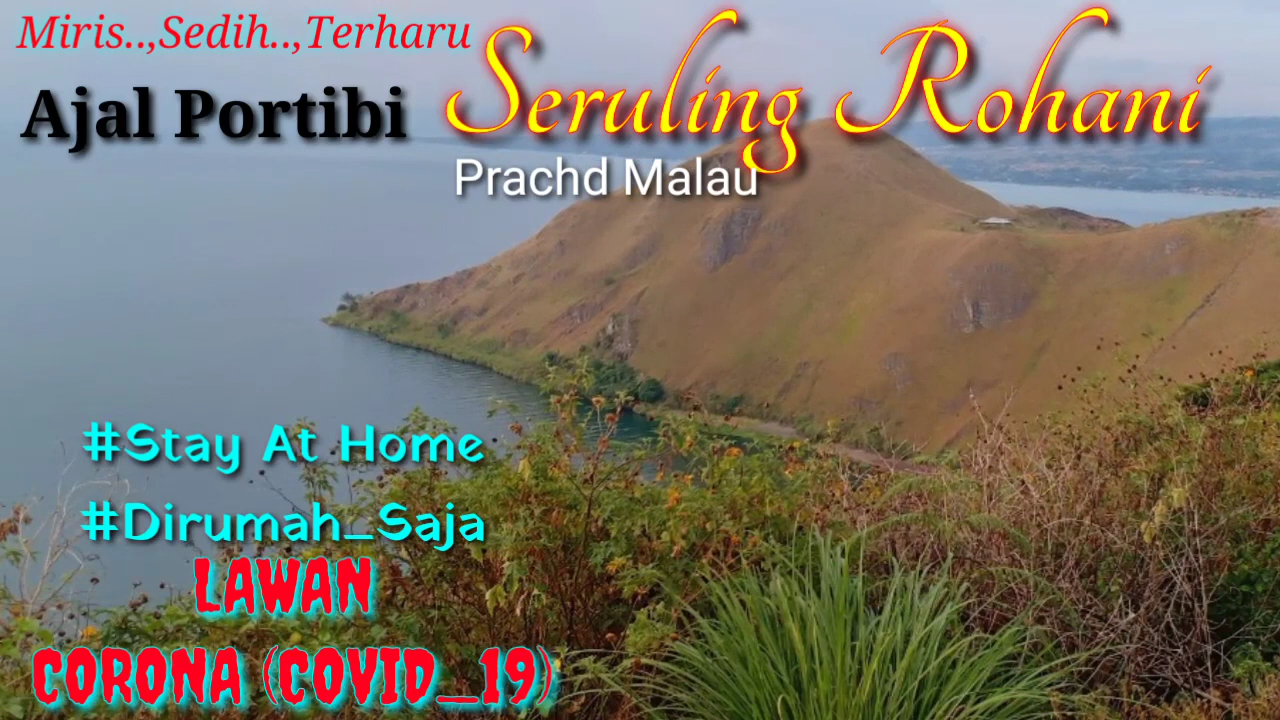 Miris..,Sedih..,Terharu
Ajal Portibi
Seruling Rohani
Prachd Malau
#Stay At Home
#Dirumah_Saja
LAWAN
CORONA (COVID_19)